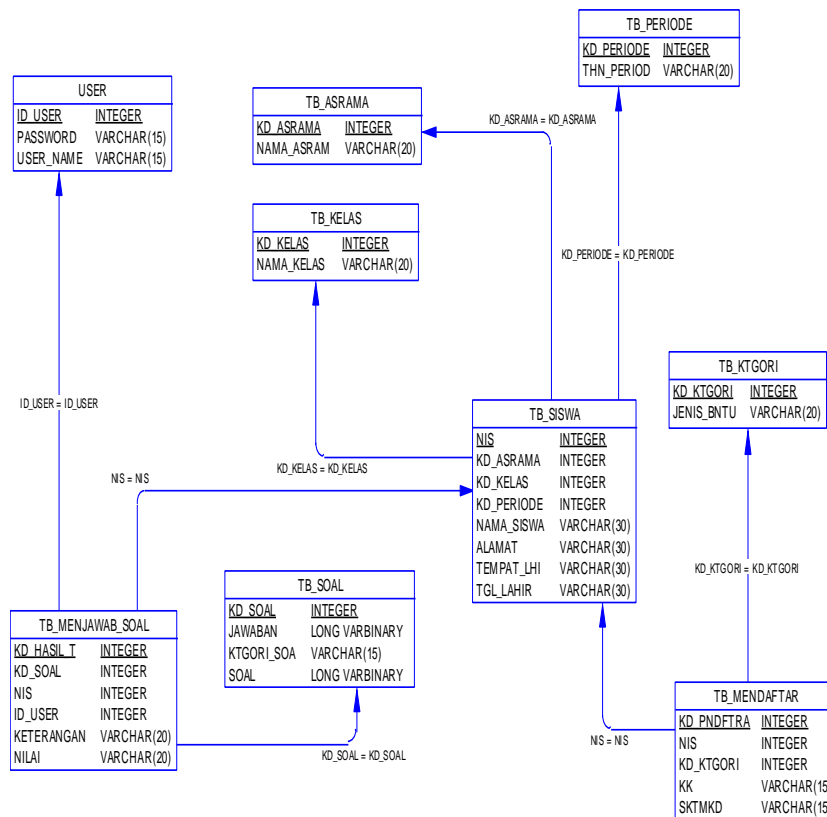 TB_PERIODE
KD_PERIODE INTEGER
THN_PERIOD VARCHAR(20)
USER
ID_USER INTEGER
PASSWORD VARCHAR(15)
USER_NAME VARCHAR(15)
TB_ASRAMA
KD_ASRAMA INTEGER
NAMA_ASRAM VARCHAR(20)
KD_ASRAMA = KD_ASRAMA
TB_KELAS
KD_KELAS INTEGER
NAMA_KELAS VARCHAR(20)
KD_PERIODE = KD_PERIODE
TB_KTGORI
KD_KTGORI INTEGER
JENIS_BNTU VARCHAR(20)
ID_USER = ID_USER
TB_SISWA
NIS INTEGER
KD_ASRAMA INTEGER
KD_KELAS INTEGER
KD_PERIODE INTEGER
NAMA_SISWA VARCHAR(30)
ALAMAT VARCHAR(30)
TEMPAT_LHI VARCHAR(30)
TGL_LAHIR VARCHAR(30)
KD_KELAS = KD_KELAS
NIS = NIS
KD_KTGORI = KD_KTGORI
TB_SOAL
KD_SOAL INTEGER
JAWABAN LONG VARBINARY
KTGORI_SOA VARCHAR(15)
SOAL LONG VARBINARY
TB_MENJAWAB_SOAL
KD_HASIL_T INTEGER
KD_SOAL INTEGER
NIS INTEGER
ID_USER INTEGER
KETERANGAN VARCHAR(20)
NILAI VARCHAR(20)
KD_SOAL = KD_SOAL
NIS = NIS
TB_MENDAFTAR
KD_PNDFTRA INTEGER
NIS INTEGER
KD_KTGORI INTEGER
KK VARCHAR(15
SKTMKD VARCHAR(15